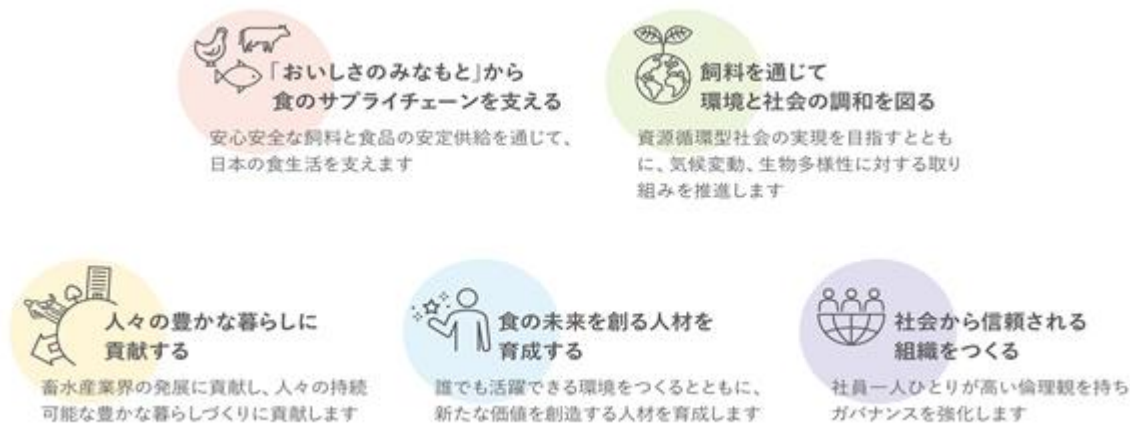 「おいしさのみなもと」から
食のサプライチェーンを支える
安心安全な飼料と食品の安定供給を通じて、
日本の食生活を支えます
飼料を通じて
環境と社会の調和を図る
資源循環型社会の実現を目指すととも
に、気候変動、生物多様性に対する取り
組みを推進します
人々の豊かな暮らしに
貢献する
畜水産業界の発展に貢献し、人々の持続
可能な豊かな暮らしづくりに貢献します
食の未来を創る人材を
育成する
誰でも活躍できる環境をつくるとともに、
新たな価値を創造する人材を育成します
社会から信頼される
組織をつくる
社員一人ひとりが高い倫理観を持ち
ガバナンスを強化します